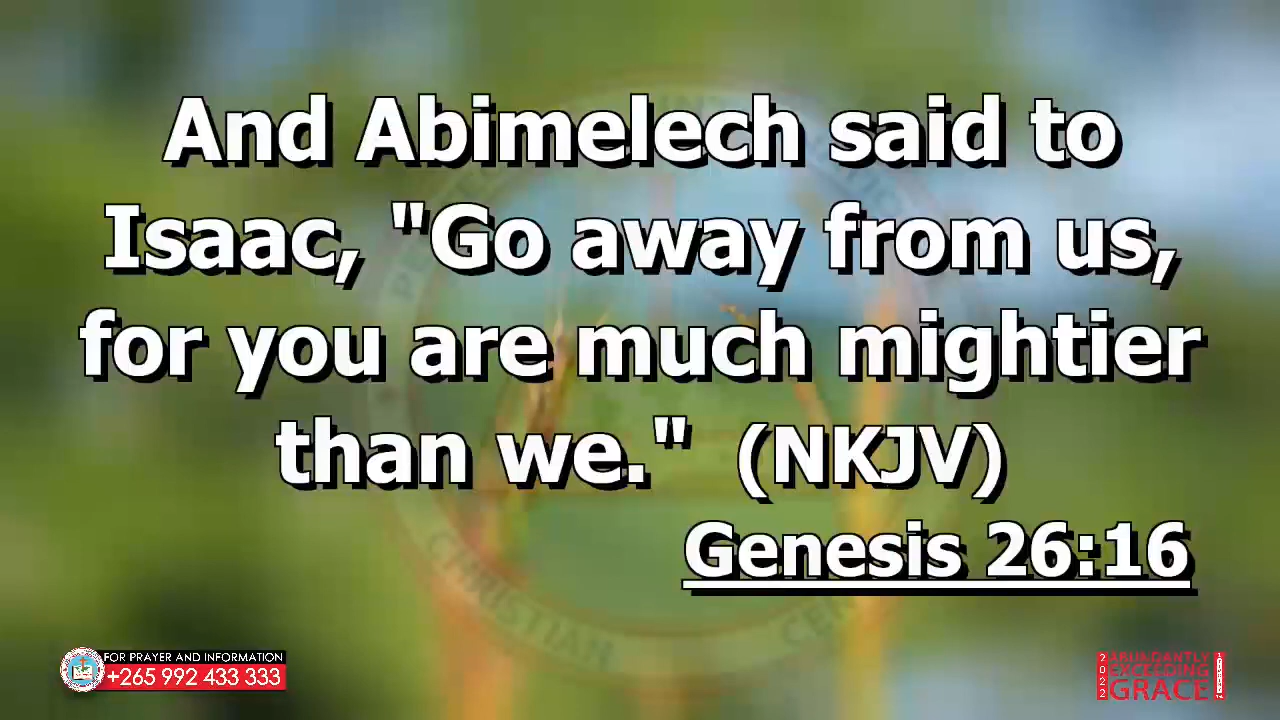 And Abimelech said to
Isaac, "Go away from us,
for you are much mightier
than we." (NKJV)
Genesis 26:16
FOR PRAYER AND INFORMATION
+265 992 433 333
2022
ABUNDANTLY
EXCEEDING
GRACE
CHRISTIAN